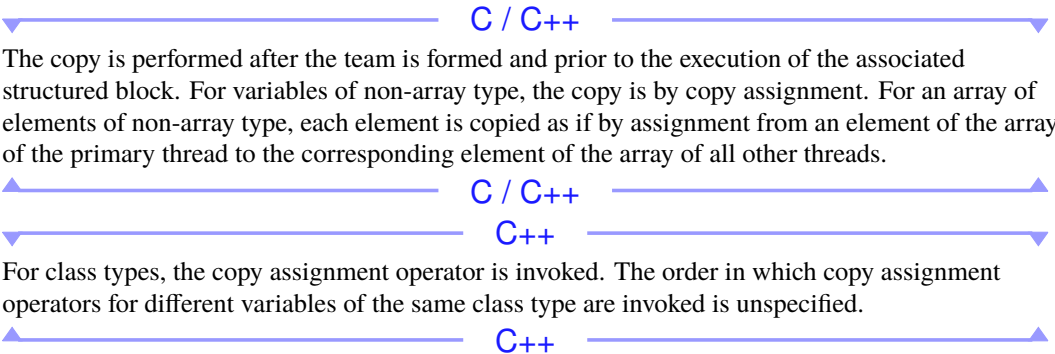 C / C++
The copy is performed after the team is formed and prior to the execution of the associated
structured block. For variables of non-array type, the copy is by copy assignment. For an array of
elements of non-array type, each element is copied as if by assignment from an element of the array
of the primary thread to the corresponding element of the array of all other threads.
C / C++
C++
For class types, the copy assignment operator is invoked. The order in which copy assignment
operators for different variables of the same class type are invoked is unspecified.
C++